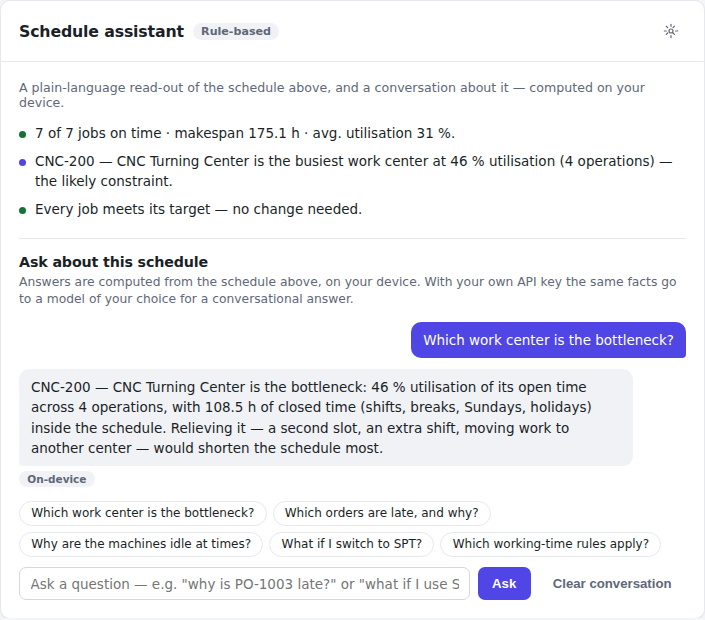 Schedule assistant Rule-based
A plain-language read-out of the schedule above, and a conversation about it — computed on your
device.
7 of 7 jobs on time · makespan 175.1 h · avg. utilisation 31 %.
CNC-200 — CNC Turning Center is the busiest work center at 46 % utilisation (4 operations) —
the likely constraint.
Every job meets its target — no change needed.
Ask about this schedule
Answers are computed from the schedule above, on your device. With your own API key the same facts go
to a model of your choice for a conversational answer.
Which work center is the bottleneck?
CNC-200 — CNC Turning Center is the bottleneck: 46 % utilisation of its open time
across 4 operations, with 108.5 h of closed time (shifts, breaks, Sundays, holidays)
inside the schedule. Relieving it — a second slot, an extra shift, moving work to
another center — would shorten the schedule most.
On-device
Which work center is the bottleneck? Which orders are late, and why?
Why are the machines idle at times? What if I switch to SPT? Which working-time rules apply?
Ask a question — e.g. "why is PO-1003 late?" or "what if I use S Ask Clear conversation